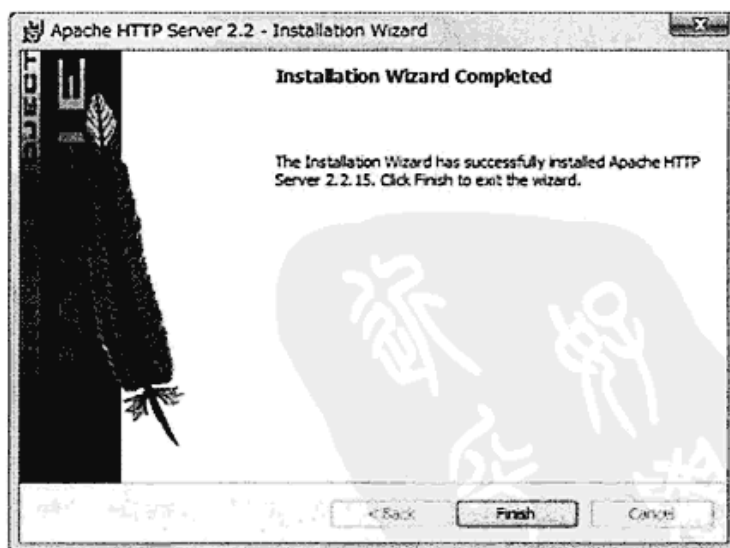 Apache HTTP Server 2.2 - Installation Wizard
Installation Wizard Completed
The Installation Wizard has successfully installed Apache HTTP
Server 2.2.15. Click Finish to exit the wizard.
< Back
Finish
Cancel